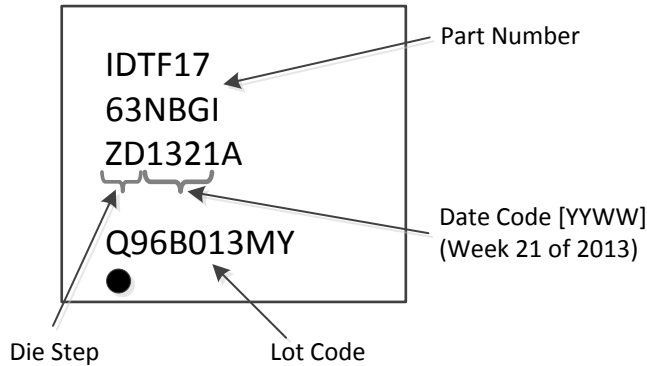 IDTF17
63NBGI
ZD1321A
Q96B013MY
Part Number
Date Code [YYWW]
(Week 21 of 2013)
Die Step
Lot Code